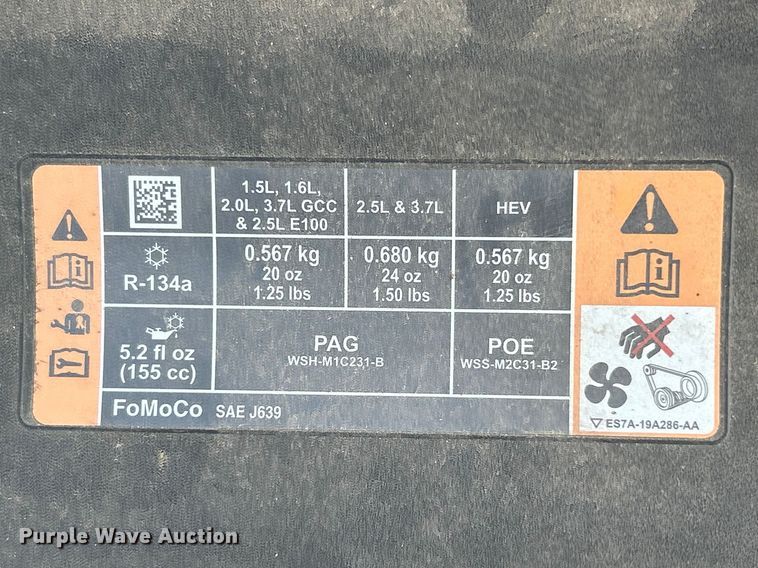 1.5L, 1.6L,
2.0L, 3.7L GCC
& 2.5L E100
2.5L & 3.7L
HEV
R-134a
0.567 kg
20 oz
1.25 lbs
0.680 kg
24 oz
1.50 lbs
0.567 kg
20 oz
1.25 lbs
5.2 fl oz
(155 cc)
PAG
WSH-M1C231-B
POE
WSS-M2C31-B2
FoMoCo SAE J639
ES7A-19A286-AA
Purple Wave Auction